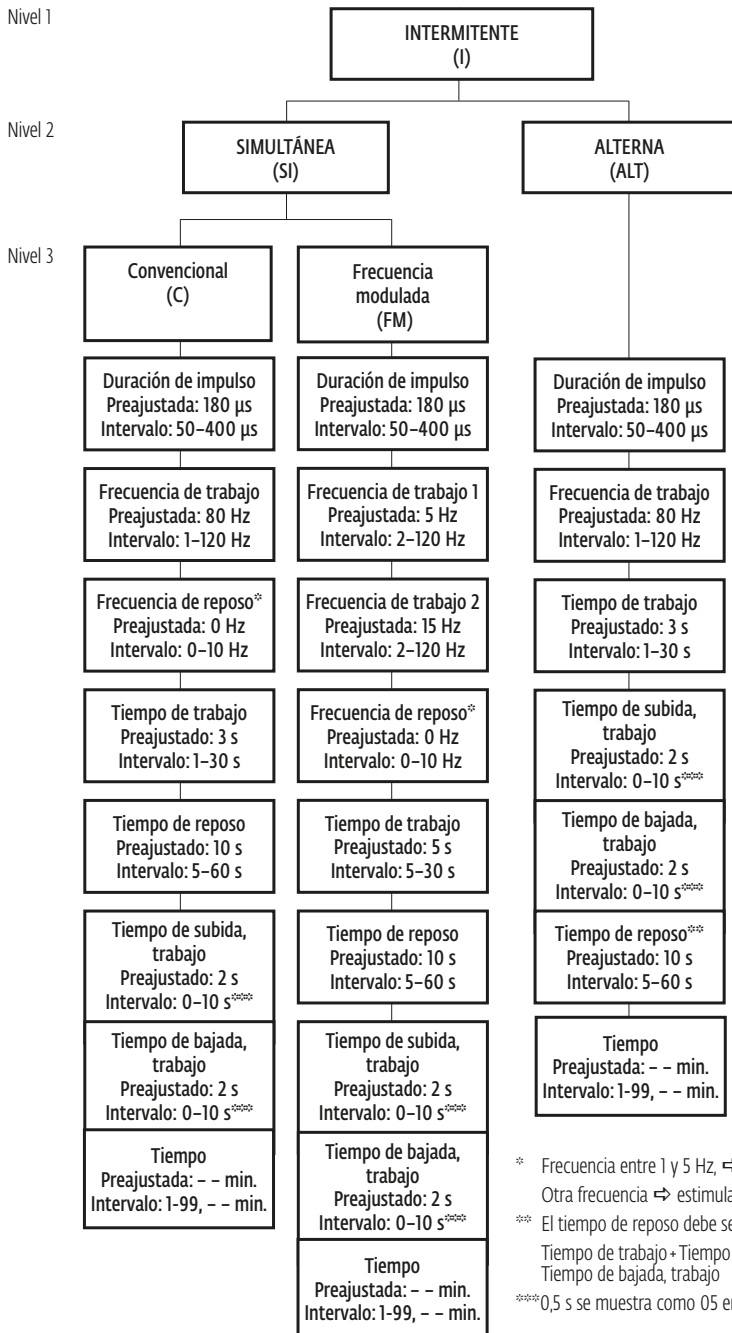 Nivel 1
INTERMITENTE
(I)
Nivel 2
SIMULTÁNEA
(SI)
ALTERNA
(ALT)
Nivel 3
Convencional
(C)
Frecuencia
modulada
(FM)
Duración de impulso
Preajustada: 180 µs
Intervalo: 50–400 µs
Frecuencia de trabajo
Preajustada: 80 Hz
Intervalo: 1–120 Hz
Frecuencia de reposo*
Preajustada: 0 Hz
Intervalo: 0–10 Hz
Tiempo de trabajo
Preajustado: 3 s
Intervalo: 1–30 s
Tiempo de reposo
Preajustado: 10 s
Intervalo: 5–60 s
Tiempo de subida,
trabajo
Preajustado: 2 s
Intervalo: 0–10 s***
Tiempo de bajada,
trabajo
Preajustado: 2 s
Intervalo: 0–10 s***
Tiempo
Preajustada: – – min.
Intervalo: 1-99, – – min.
Duración de impulso
Preajustada: 180 µs
Intervalo: 50–400 µs
Frecuencia de trabajo 1
Preajustada: 5 Hz
Intervalo: 2–120 Hz
Frecuencia de trabajo 2
Preajustada: 15 Hz
Intervalo: 2–120 Hz
Frecuencia de reposo*
Preajustada: 0 Hz
Intervalo: 0–10 Hz
Tiempo de trabajo
Preajustado: 5 s
Intervalo: 5–30 s
Tiempo de reposo
Preajustado: 10 s
Intervalo: 5–60 s
Tiempo de subida,
trabajo
Preajustado: 2 s
Intervalo: 0–10 s***
Tiempo de bajada,
trabajo
Preajustado: 2 s
Intervalo: 0–10 s***
Tiempo
Preajustada: – – min.
Intervalo: 1-99, – – min.
Duración de impulso
Preajustada: 180 µs
Intervalo: 50–400 µs
Frecuencia de trabajo
Preajustada: 80 Hz
Intervalo: 1–120 Hz
Tiempo de trabajo
Preajustado: 3 s
Intervalo: 1–30 s
Tiempo de subida,
trabajo
Preajustado: 2 s
Intervalo: 0–10 s***
Tiempo de bajada,
trabajo
Preajustado: 2 s
Intervalo: 0–10 s***
Tiempo de reposo**
Preajustado: 10 s
Intervalo: 5–60 s
Tiempo
Preajustada: – – min.
Intervalo: 1-99, – – min.
* Frecuencia entre 1 y 5 Hz, ⇨
Otra frecuencia ⇨ estimula
** El tiempo de reposo debe se
Tiempo de trabajo + Tiempo
Tiempo de bajada, trabajo
***0,5 s se muestra como 05 e